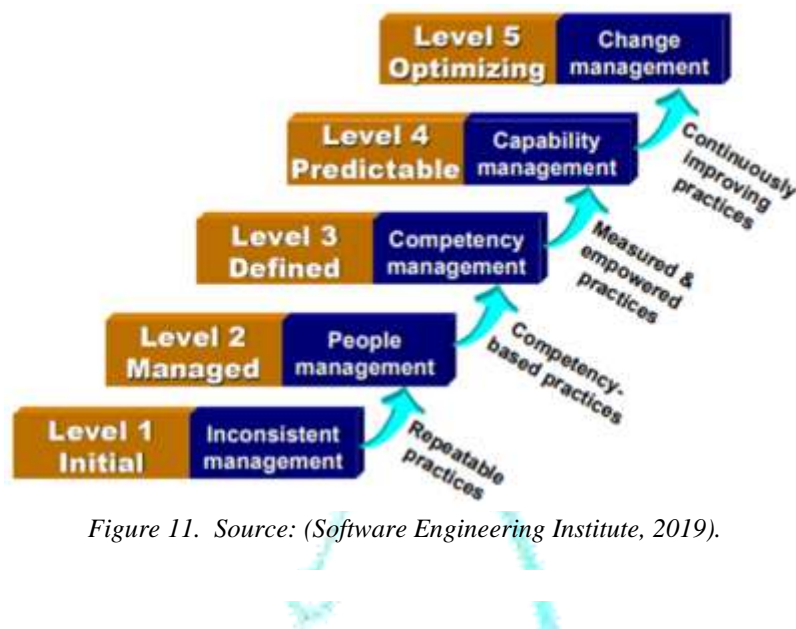 Level 5
Optimizing
Change
management
Level 4
Predictable
Capability
management
Continuously
improving
practices
Level 3
Defined
Competency
management
Measured &
empowered
practices
Level 2
Managed
People
management
Competency-
based practices
Level 1
Initial
Inconsistent
management
Repeatable
practices
Figure 11.  Source: (Software Engineering Institute, 2019).